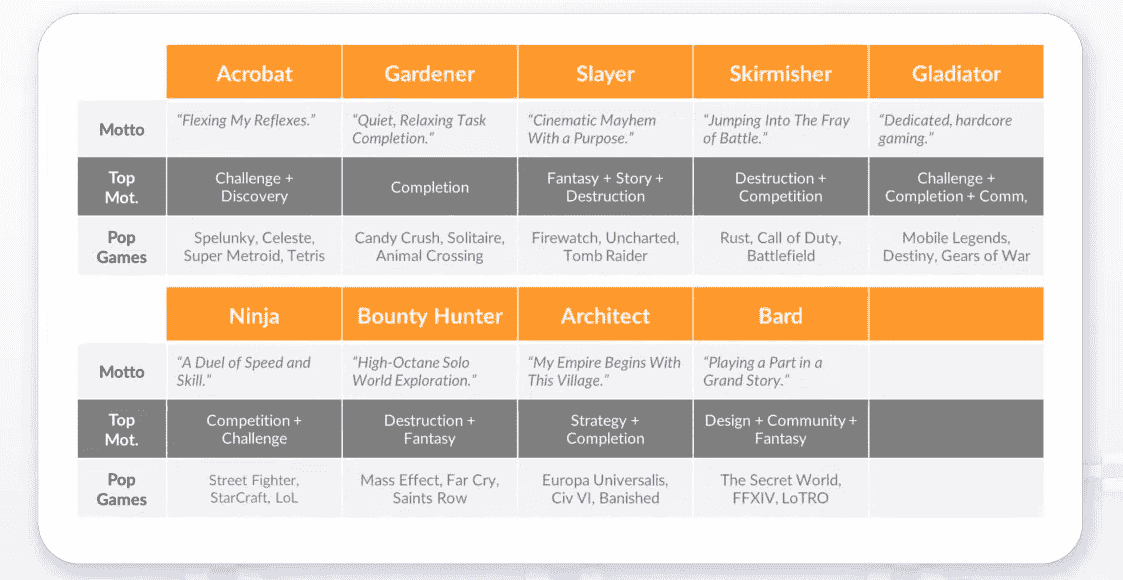 Acrobat Gardener Slayer Skirmisher Gladiator
Motto “Flexing My Reflexes.” “Quiet, Relaxing Task Completion.” “Cinematic Mayhem With a Purpose.” “Jumping Into The Fray of Battle.” “Dedicated, hardcore gaming.”
Top Mot. Challenge + Discovery Completion Fantasy + Story + Destruction Destruction + Competition Challenge + Completion + Comm,
Pop Games Spelunky, Celeste, Super Metroid, Tetris Candy Crush, Solitaire, Animal Crossing Firewatch, Uncharted, Tomb Raider Rust, Call of Duty, Battlefield Mobile Legends, Destiny, Gears of War
Ninja Bounty Hunter Architect Bard
Motto “A Duel of Speed and Skill.” “High-Octane Solo World Exploration.” “My Empire Begins With This Village.” “Playing a Part in a Grand Story.”
Top Mot. Competition + Challenge Destruction + Fantasy Strategy + Completion Design + Community + Fantasy
Pop Games Street Fighter, StarCraft, LoL Mass Effect, Far Cry, Saints Row Europa Universalis, Civ VI, Banished The Secret World, FFXIV, LoTRO